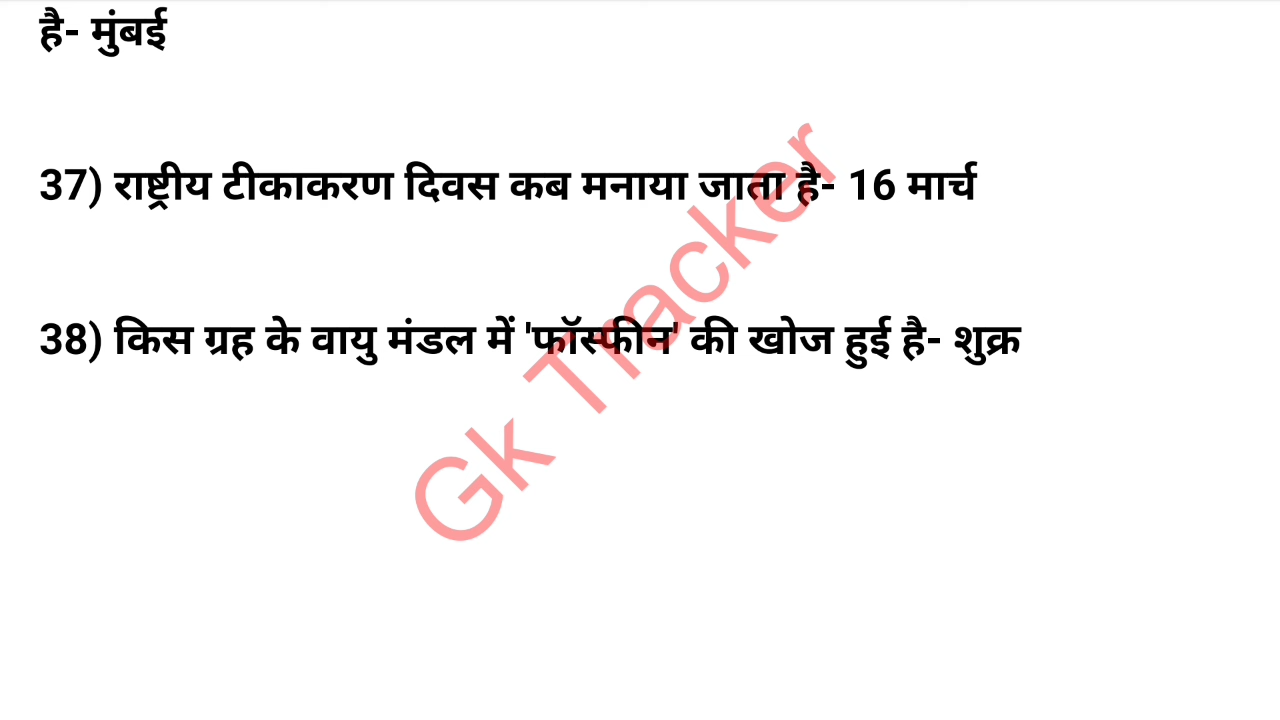 है- मुंबई
37) राष्ट्रीय टीकाकरण दिवस कब मनाया जाता है- 16 मार्च
38) किस ग्रह के वायु मंडल में 'फॉस्फीन' की खोज हुई है- शुक्र
Gk Tracker